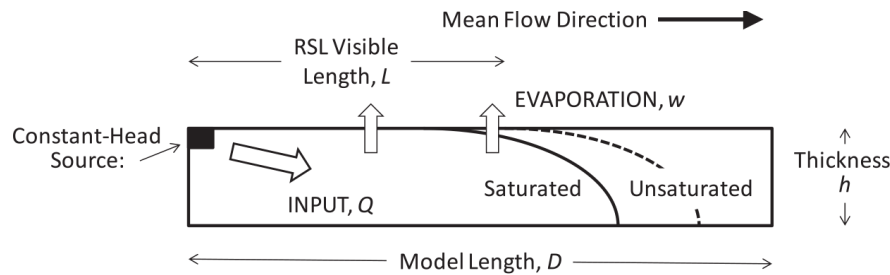 Mean Flow Direction
RSL Visible
Length, L
EVAPORATION, w
Constant-Head
Source:
Thickness
h
Saturated
Unsaturated
INPUT, Q
Model Length, D